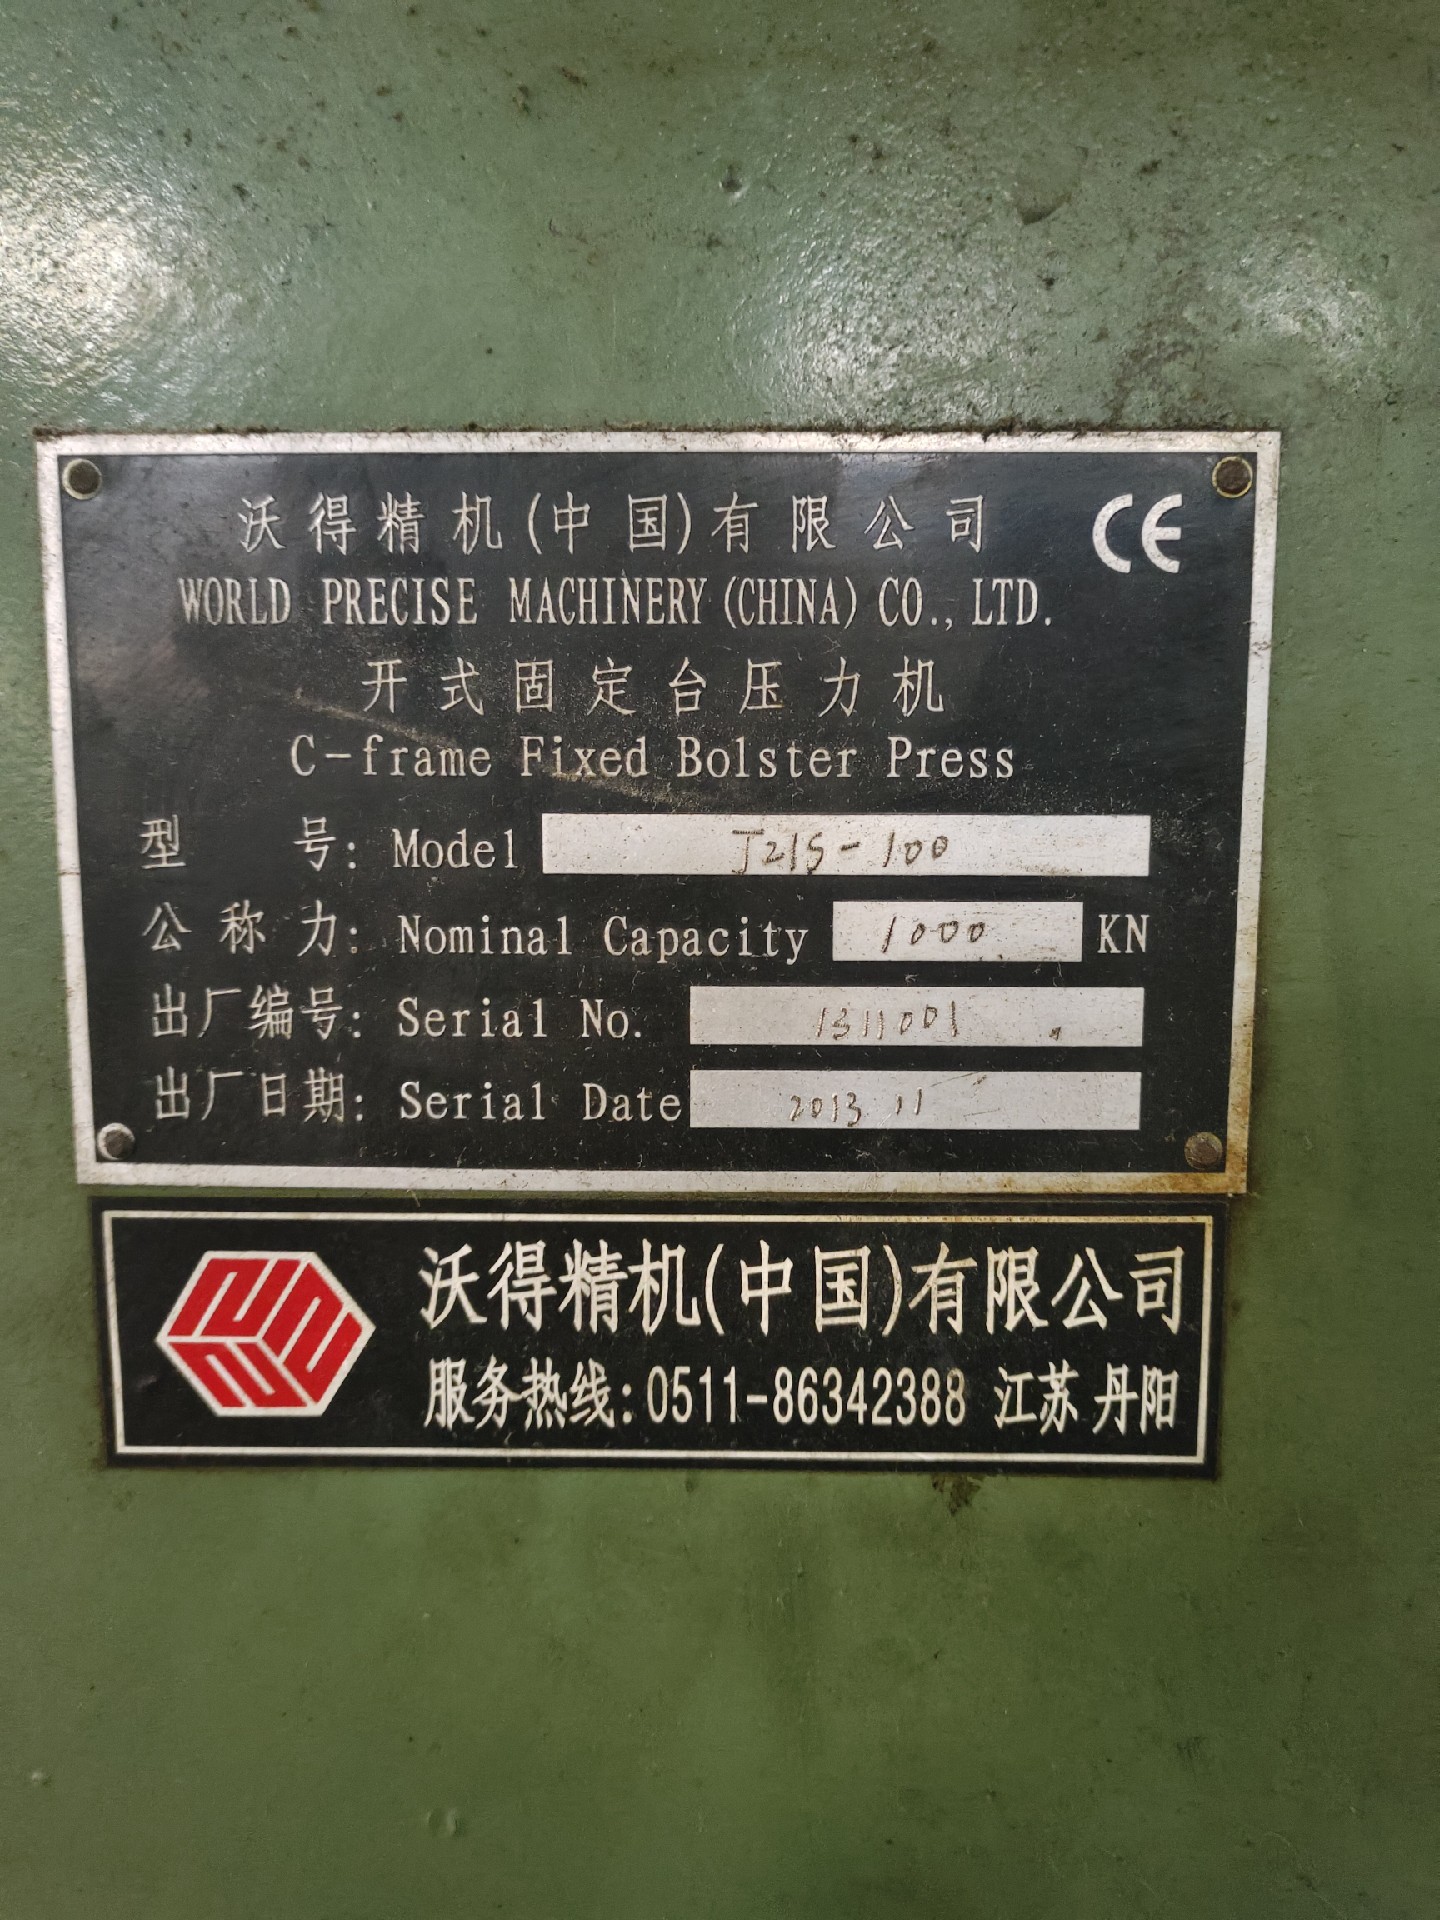 沃得精机(中国)有限公司 CE
WORLD PRECISE MACHINERY(CHINA)CO.,LTD.
开式固定台压力机
C-frame Fixed Bolster Press
型 号: Model J21S-100
公称力: Nominal Capacity 1000 KN
出厂编号: Serial No. 1311001
出厂日期: Serial Date 2013 11
沃得精机(中国)有限公司
服务热线:0511-86342388 江苏 丹阳